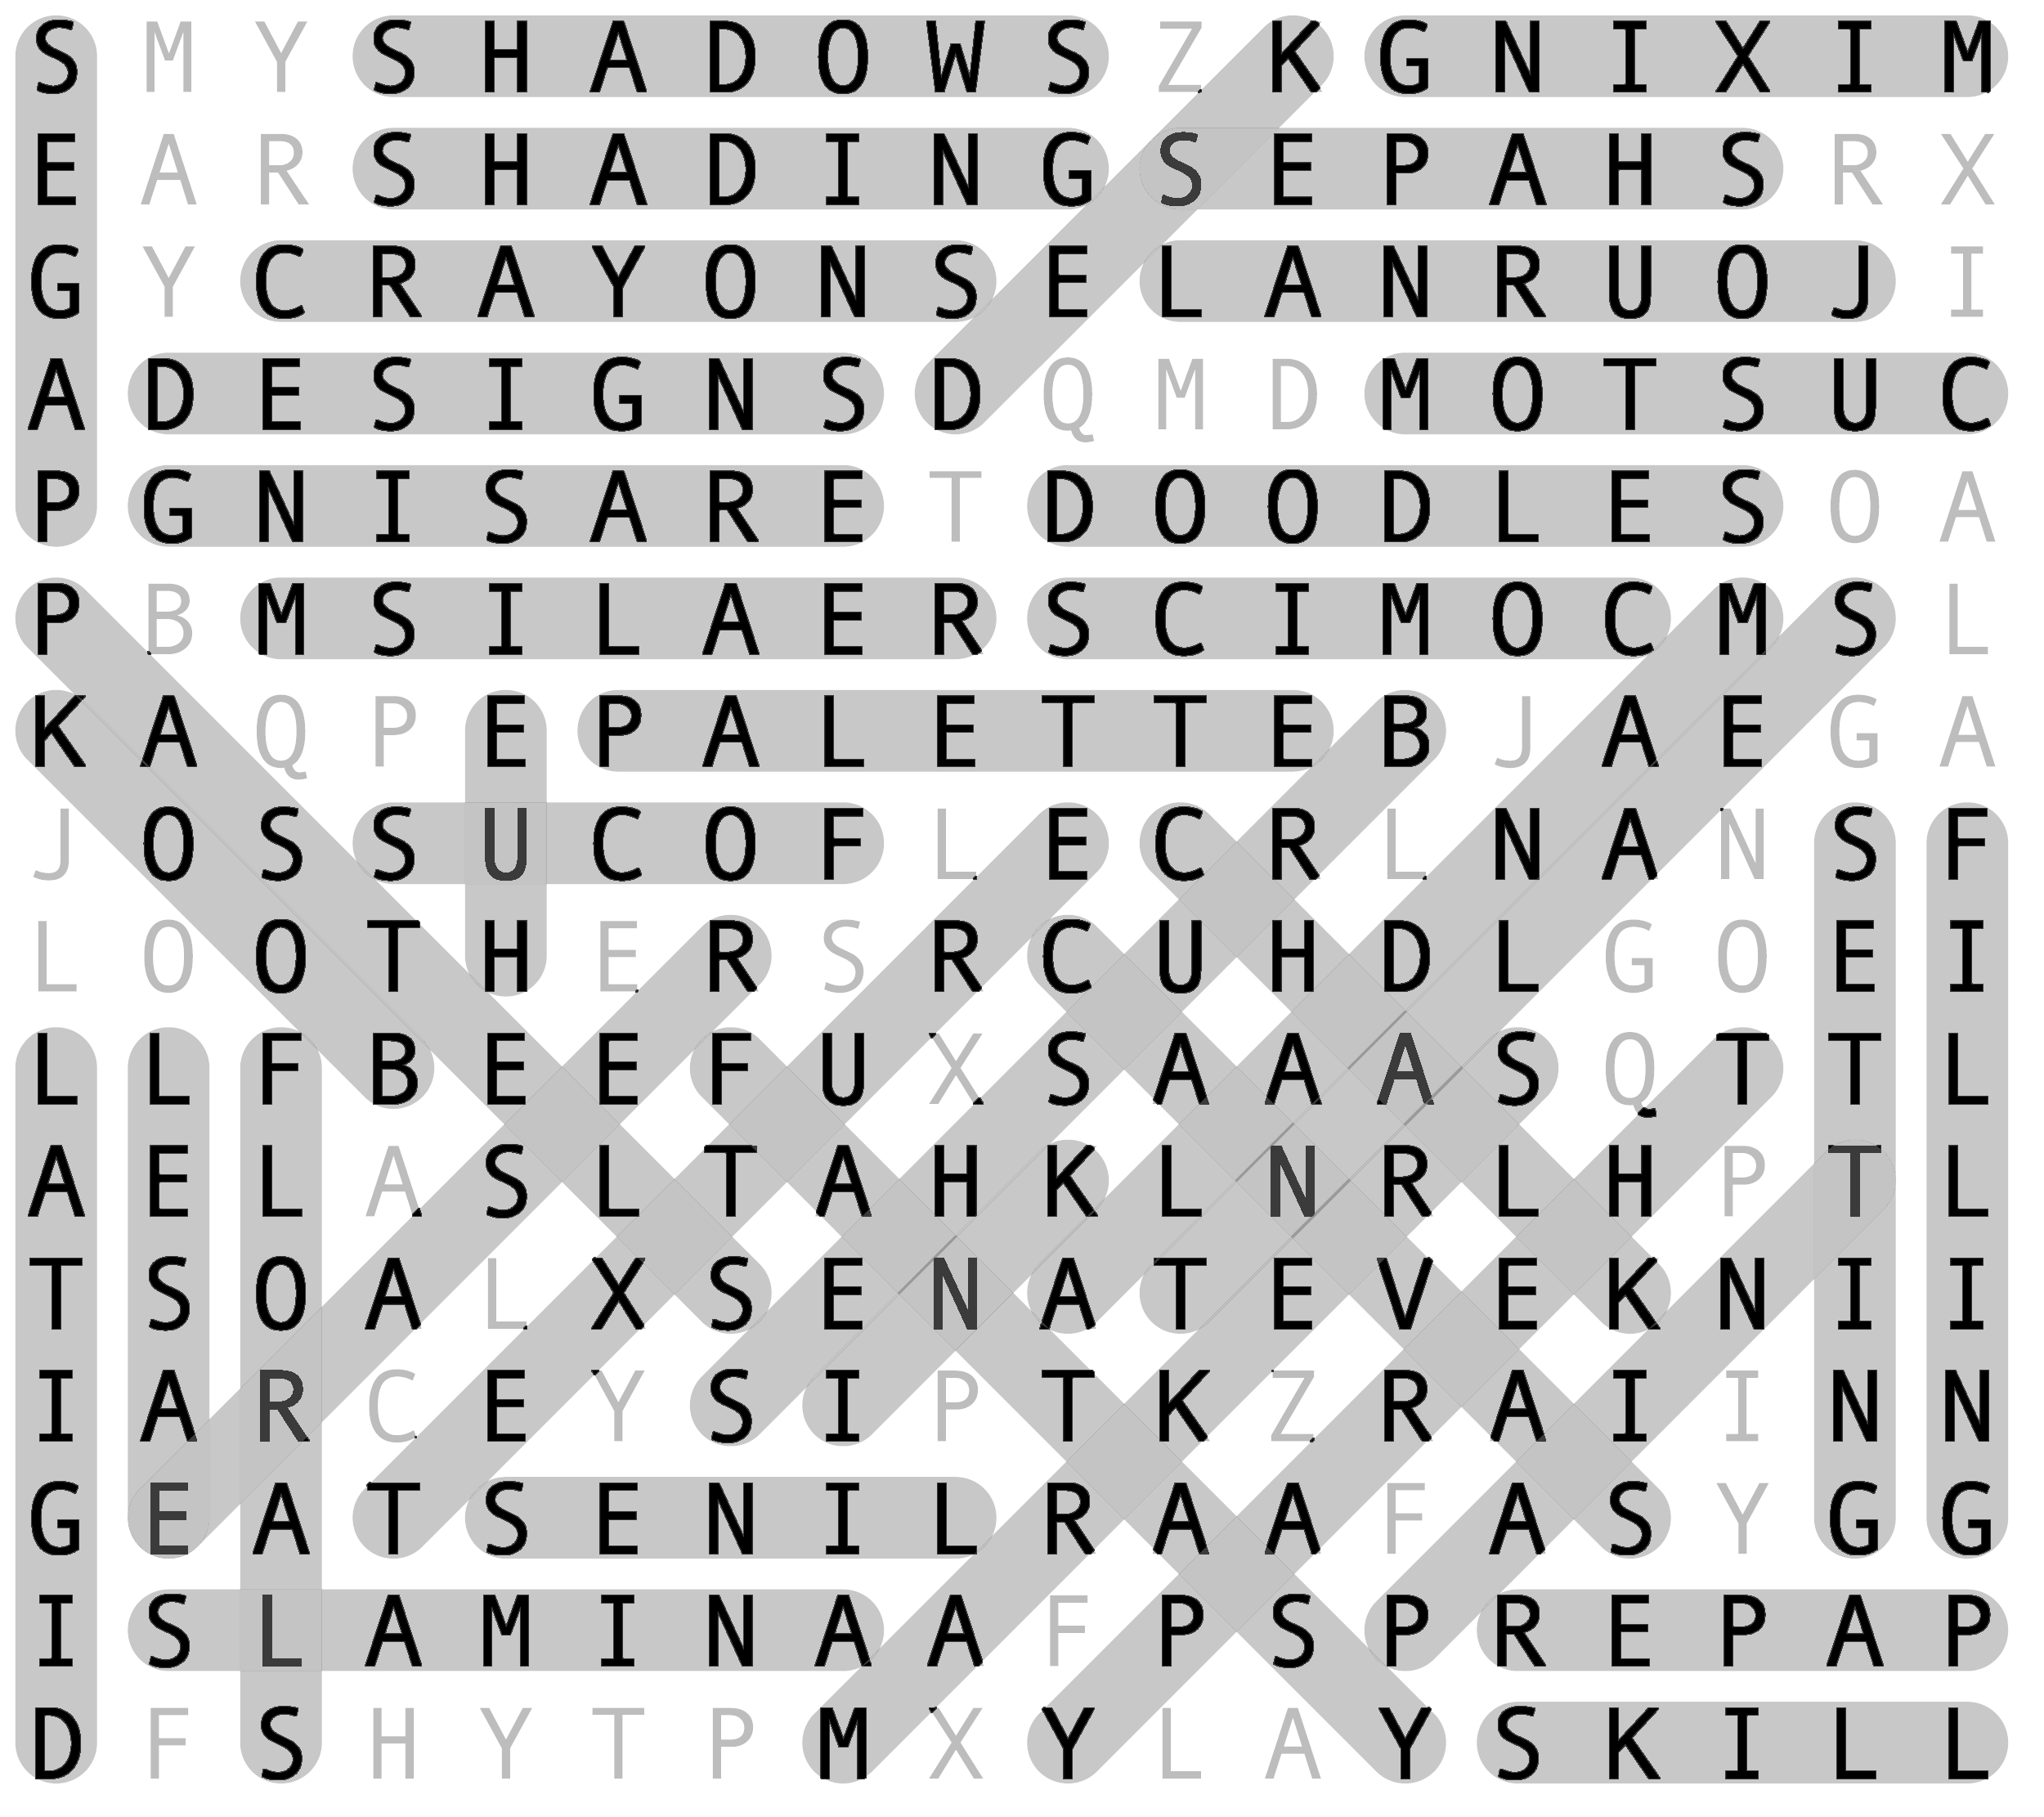 S M Y S H A D O W S Z K G N I X I M
E A R S H A D I N G S E P A H S R X
G Y C R A Y O N S E L A N R U O J I
A D E S I G N S D Q M D M O T S U C
P G N I S A R E T D O O D L E S O A
P B M S I L A E R S C I M O C M S L
K A Q P E P A L E T T E B J A E G A
J O S S U C O F L E C R L N A N S F
L O O T H E R S R C U H D L G O E I
L L F B E E F U X S A A A S Q T T L
A E L A S L T A H K L N R L H P T L
T S O A L X S E N A T E V E K N I I
I A R C E Y S I P T K Z R A I I N N
G E A T S E N I L R A A F A S Y G G
I S L A M I N A A F P S P R E P A P
D F S H Y T P M X Y L A Y S K I L L